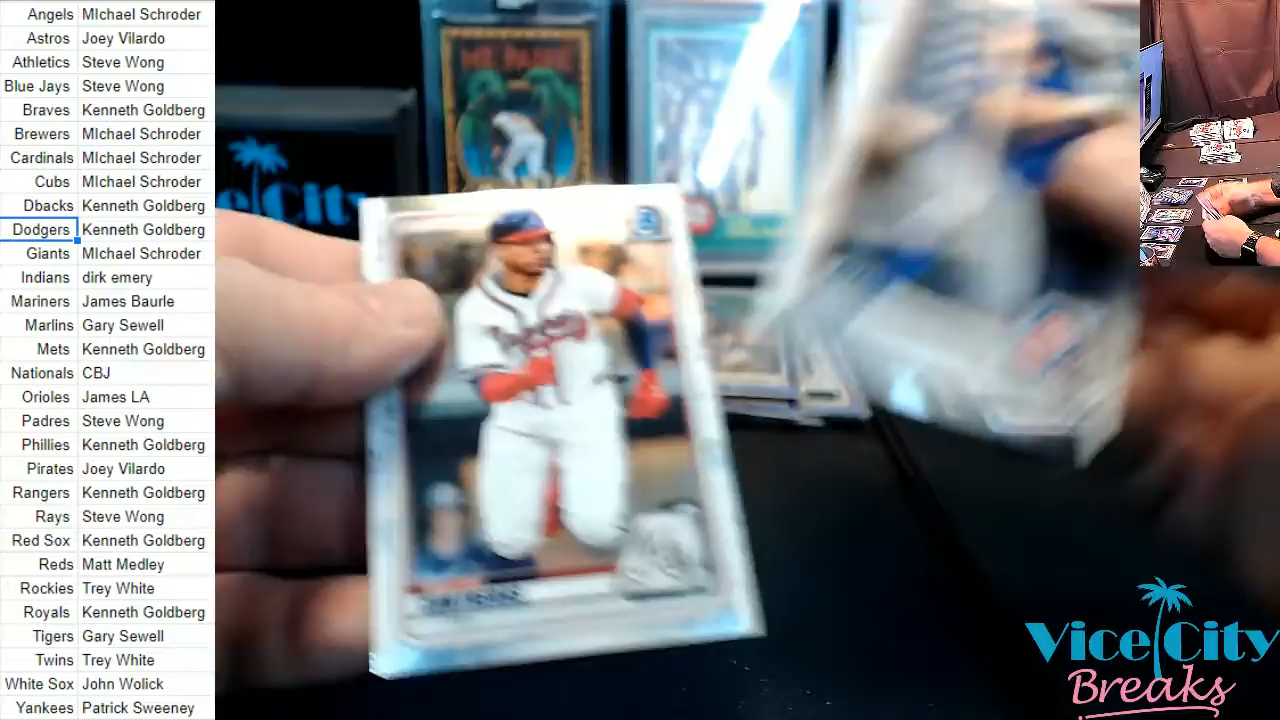 Angels MIchael Schroder
Astros Joey Vilardo
Athletics Steve Wong
Blue Jays Steve Wong
Braves Kenneth Goldberg
Brewers MIchael Schroder
Cardinals MIchael Schroder
Cubs MIchael Schroder
Dbacks Kenneth Goldberg
Dodgers Kenneth Goldberg
Giants MIchael Schroder
Indians dirk emery
Mariners James Baurle
Marlins Gary Sewell
Mets Kenneth Goldberg
Nationals CBJ
Orioles James LA
Padres Steve Wong
Phillies Kenneth Goldberg
Pirates Joey Vilardo
Rangers Kenneth Goldberg
Rays Steve Wong
Red Sox Kenneth Goldberg
Reds Matt Medley
Rockies Trey White
Royals Kenneth Goldberg
Tigers Gary Sewell
Twins Trey White
White Sox John Wolick
Yankees Patrick Sweeney
Vice City
Breaks